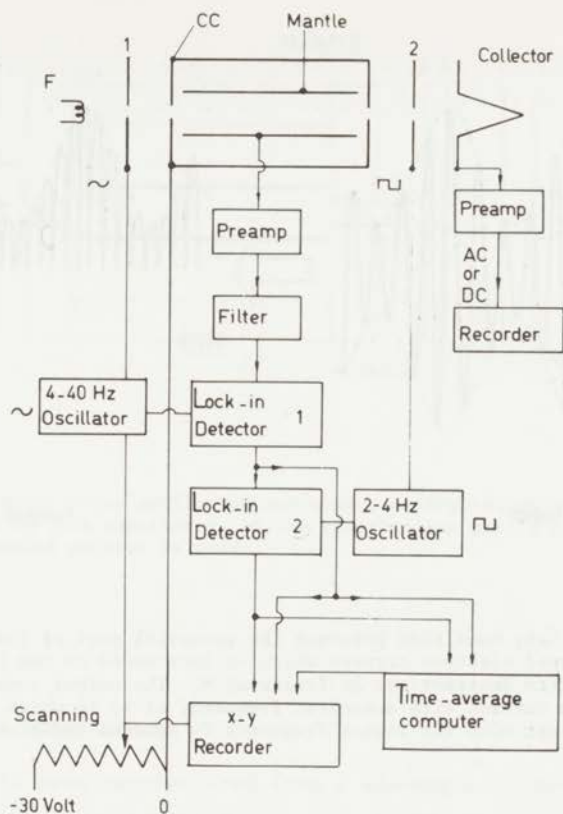 1
CC
Mantle
2
Collector
F
~
Preamp
Preamp
AC
or
DC
Filter
Recorder
4-40 Hz
Oscillator
~
Lock-in
Detector 1
Lock-in
Detector 2
2-4 Hz
Oscillator
Scanning
x-y
Recorder
Time-average
computer
-30 Volt
0